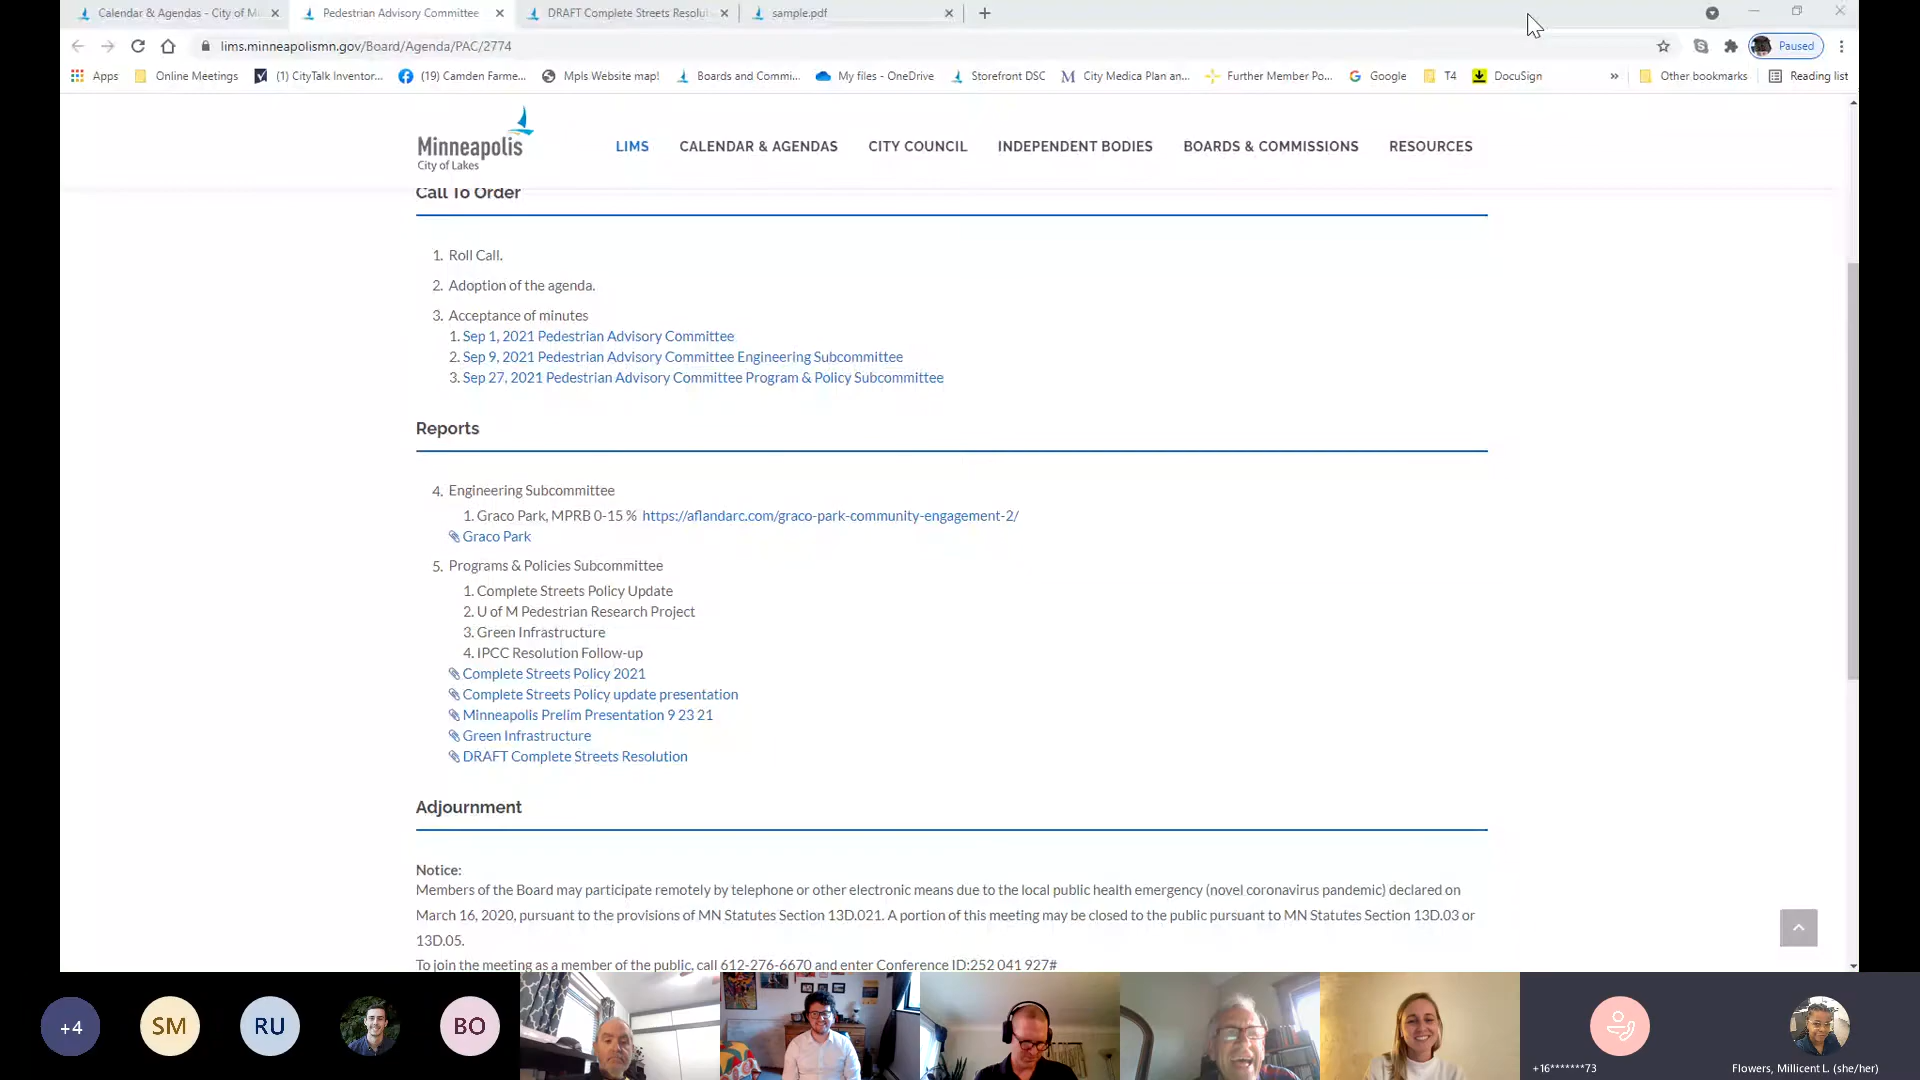 Calendar & Agendas - City of M
Pedestrian Advisory Committee
DRAFT Complete Streets Resolut
sample.pdf
lims.minneapolismn.gov/Board/Agenda/PAC/2774
Paused
Apps
Online Meetings
(1) CityTalk Inventor...
(19) Camden Farme...
Mpls Website map!
Boards and Commi...
My files - OneDrive
Storefront DSC
City Medica Plan an...
Further Member Po...
Google
T4
DocuSign
»
Other bookmarks
Reading list
Minneapolis
City of Lakes
LIMS
CALENDAR & AGENDAS
CITY COUNCIL
INDEPENDENT BODIES
BOARDS & COMMISSIONS
RESOURCES
Call To Order
1. Roll Call.
2. Adoption of the agenda.
3. Acceptance of minutes
1. Sep 1, 2021 Pedestrian Advisory Committee
2. Sep 9, 2021 Pedestrian Advisory Committee Engineering Subcommittee
3. Sep 27, 2021 Pedestrian Advisory Committee Program & Policy Subcommittee
Reports
4. Engineering Subcommittee
1. Graco Park, MPRB 0-15 % https://aflandarc.com/graco-park-community-engagement-2/
Graco Park
5. Programs & Policies Subcommittee
1. Complete Streets Policy Update
2. U of M Pedestrian Research Project
3. Green Infrastructure
4. IPCC Resolution Follow-up
Complete Streets Policy 2021
Complete Streets Policy update presentation
Minneapolis Prelim Presentation 9 23 21
Green Infrastructure
DRAFT Complete Streets Resolution
Adjournment
Notice:
Members of the Board may participate remotely by telephone or other electronic means due to the local public health emergency (novel coronavirus pandemic) declared on
March 16, 2020, pursuant to the provisions of MN Statutes Section 13D.021. A portion of this meeting may be closed to the public pursuant to MN Statutes Section 13D.03 or
13D.05.
To join the meeting as a member of the public, call 612-276-6670 and enter Conference ID:252 041 927#
+4
SM
RU
BO
+16*******73
Flowers, Millicent L. (she/her)